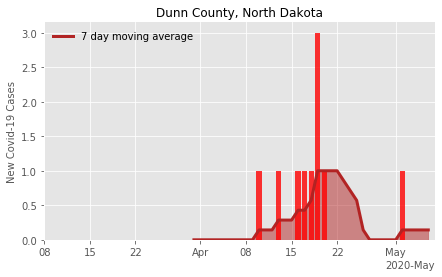 Dunn County, North Dakota
7 day moving average
New Covid-19 Cases
3.0
2.5
2.0
1.5
1.0
0.5
0.0
08 15 22 Apr 08 15 22 May
2020-May